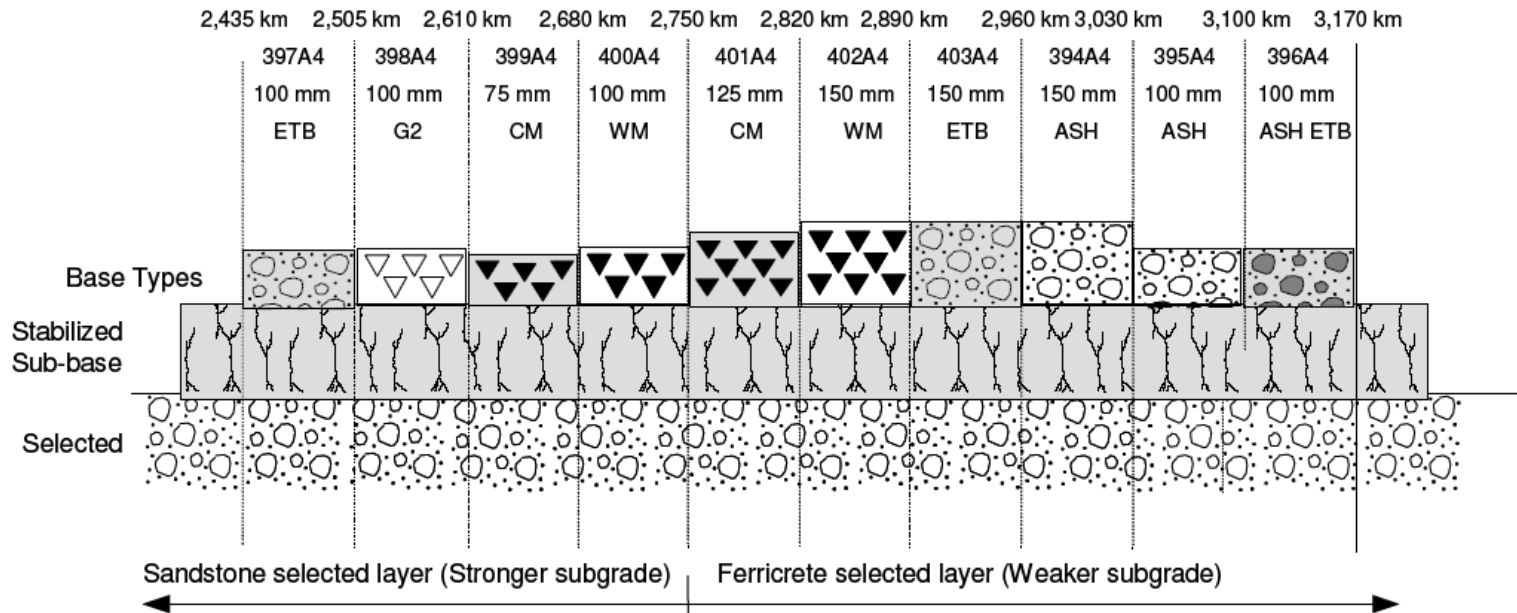 2,435 km 2,505 km 2,610 km 2,680 km 2,750 km 2,820 km 2,890 km 2,960 km 3,030 km 3,100 km 3,170 km
397A4 398A4 399A4 400A4 401A4 402A4 403A4 394A4 395A4 396A4
100 mm 100 mm 75 mm 100 mm 125 mm 150 mm 150 mm 150 mm 100 mm 100 mm
ETB G2 CM WM CM WM ETB ASH ASH ASH ETB
Base Types
Stabilized
Sub-base
Selected
Sandstone selected layer (Stronger subgrade) Ferricrete selected layer (Weaker subgrade)